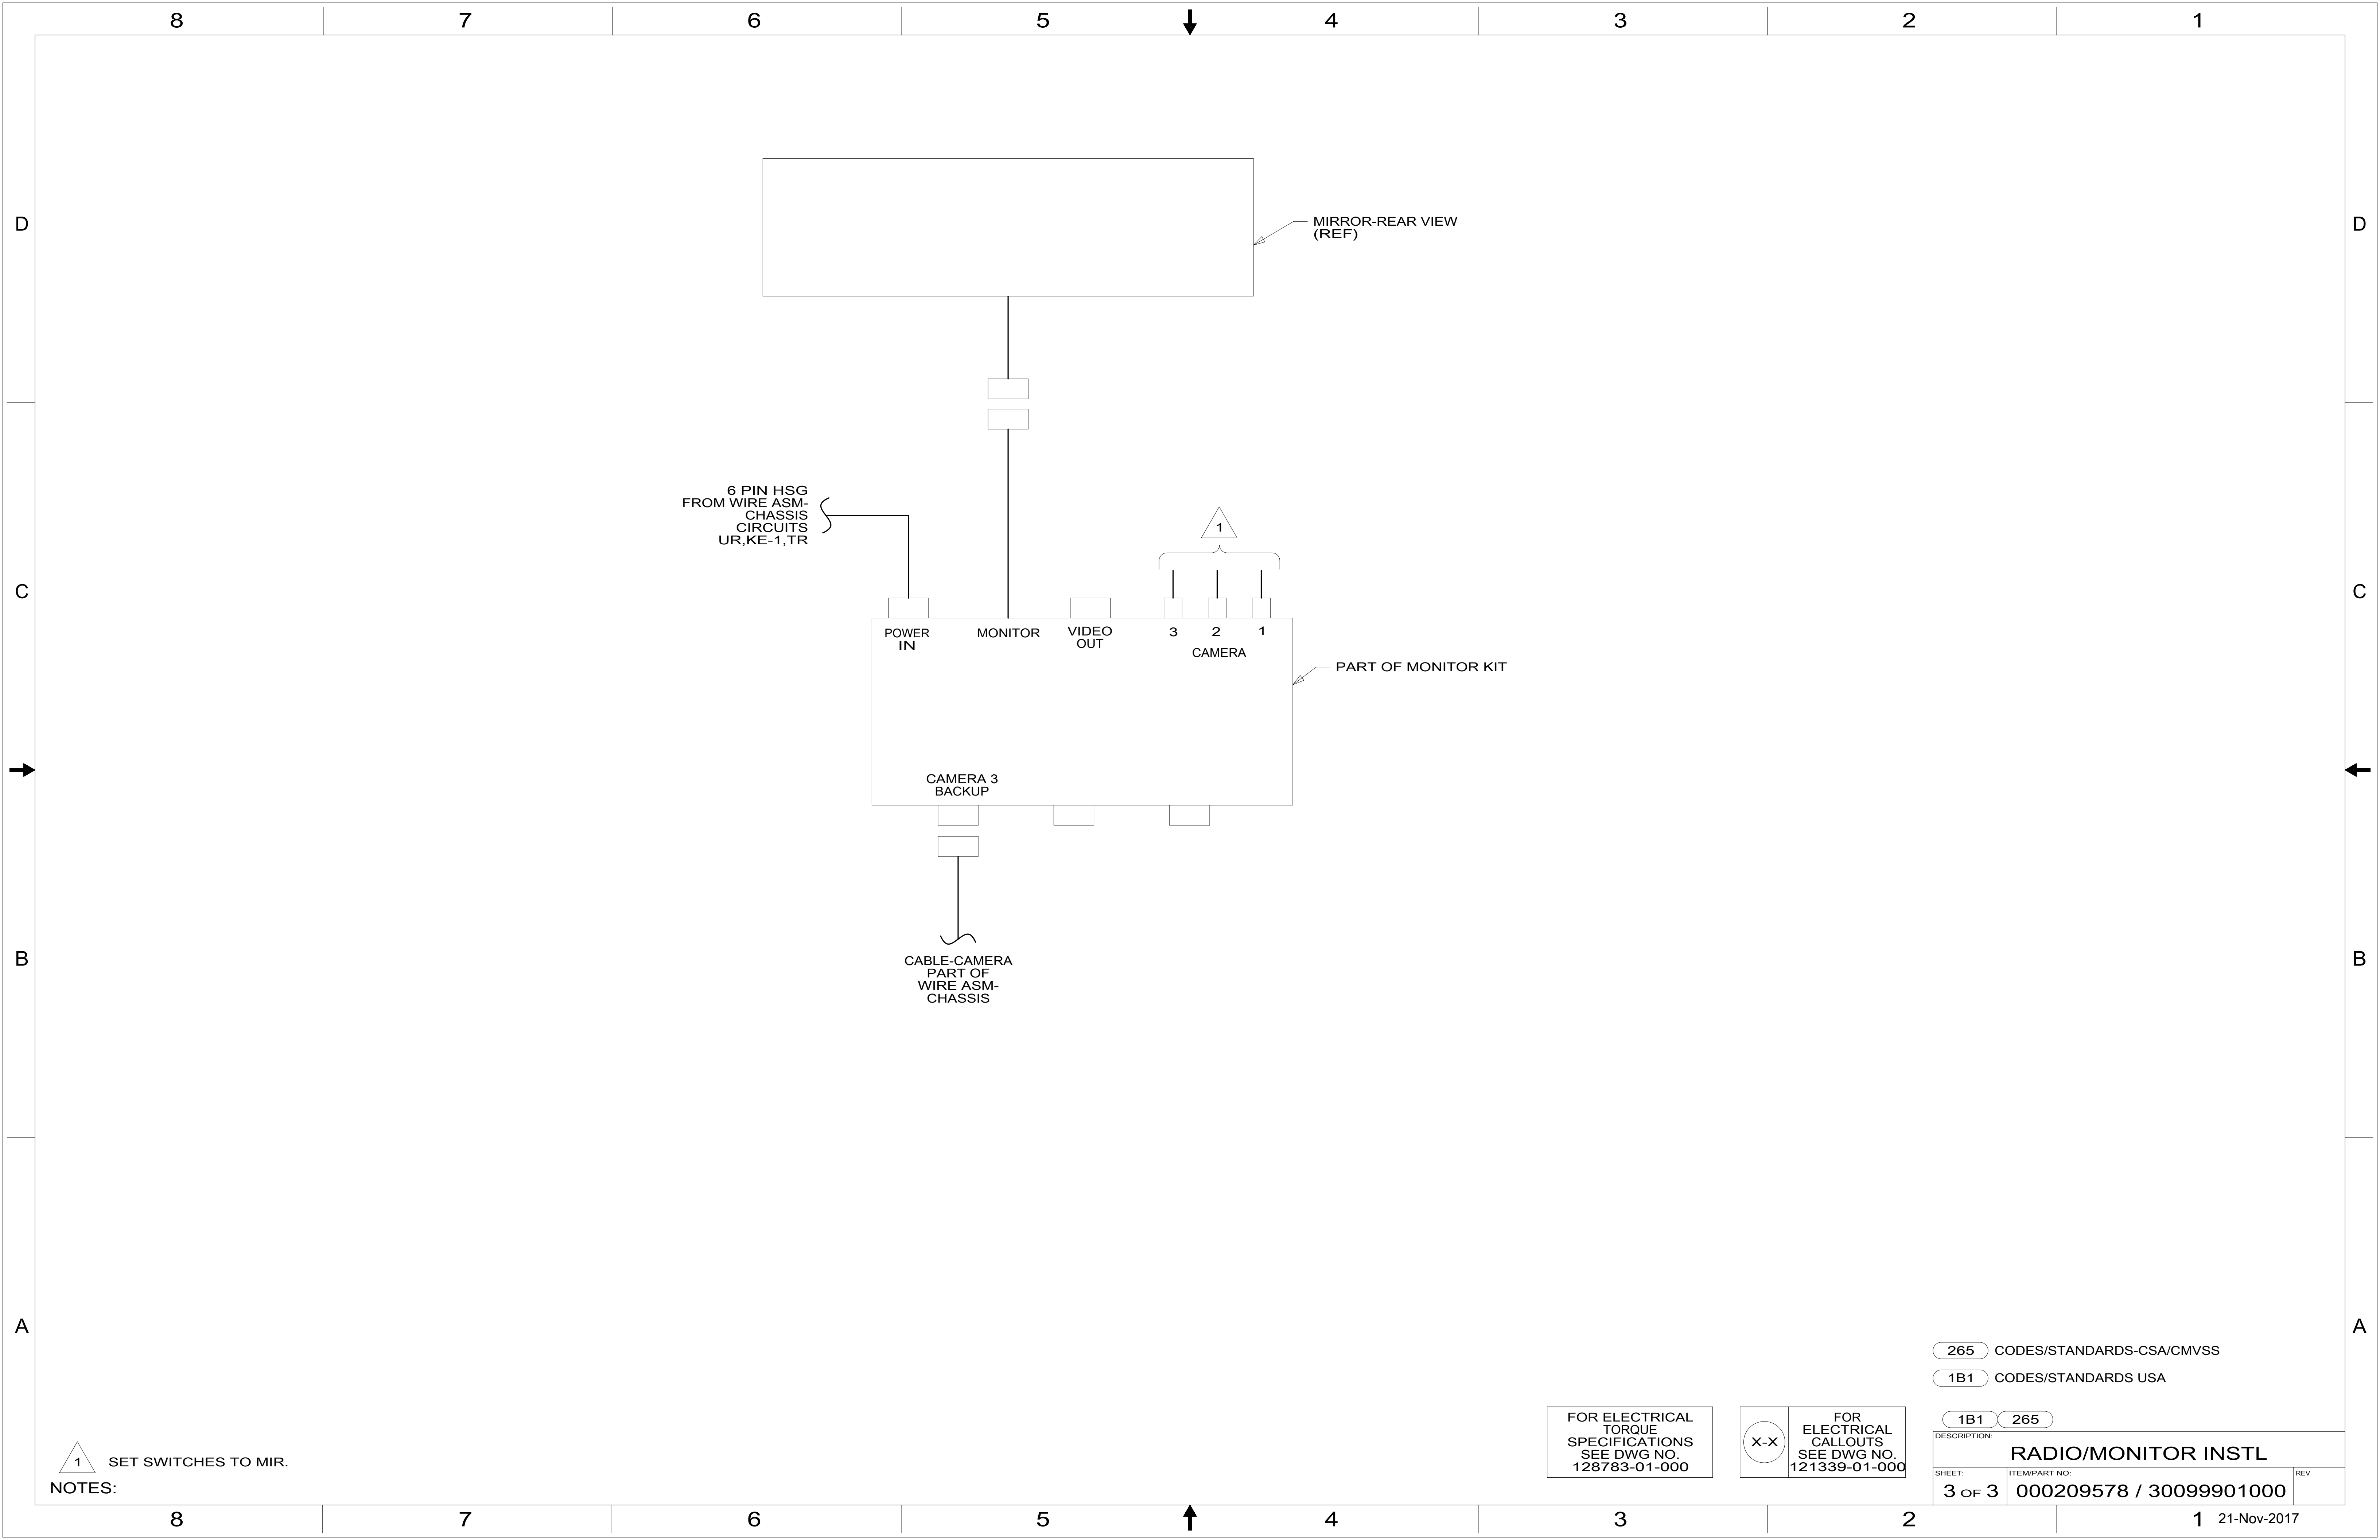 8 7 6 5 4 3 2 1
D
D
MIRROR-REAR VIEW
(REF)
6 PIN HSG
FROM WIRE ASM-
CHASSIS
CIRCUITS
UR,KE-1,TR
1
C
C
POWER
IN
MONITOR
VIDEO
OUT
3 2 1
CAMERA
PART OF MONITOR KIT
CAMERA 3
BACKUP
B
B
CABLE-CAMERA
PART OF
WIRE ASM-
CHASSIS
A
A
265 CODES/STANDARDS-CSA/CMVSS
1B1 CODES/STANDARDS USA
FOR ELECTRICAL
TORQUE
SPECIFICATIONS
SEE DWG NO.
128783-01-000
X-X
FOR
ELECTRICAL
CALLOUTS
SEE DWG NO.
121339-01-000
1B1 265
DESCRIPTION:
RADIO/MONITOR INSTL
SHEET:
3 OF 3
ITEM/PART NO:
000209578 / 30099901000
REV
1 SET SWITCHES TO MIR.
NOTES:
8 7 6 5 4 3 2 1
21-Nov-2017